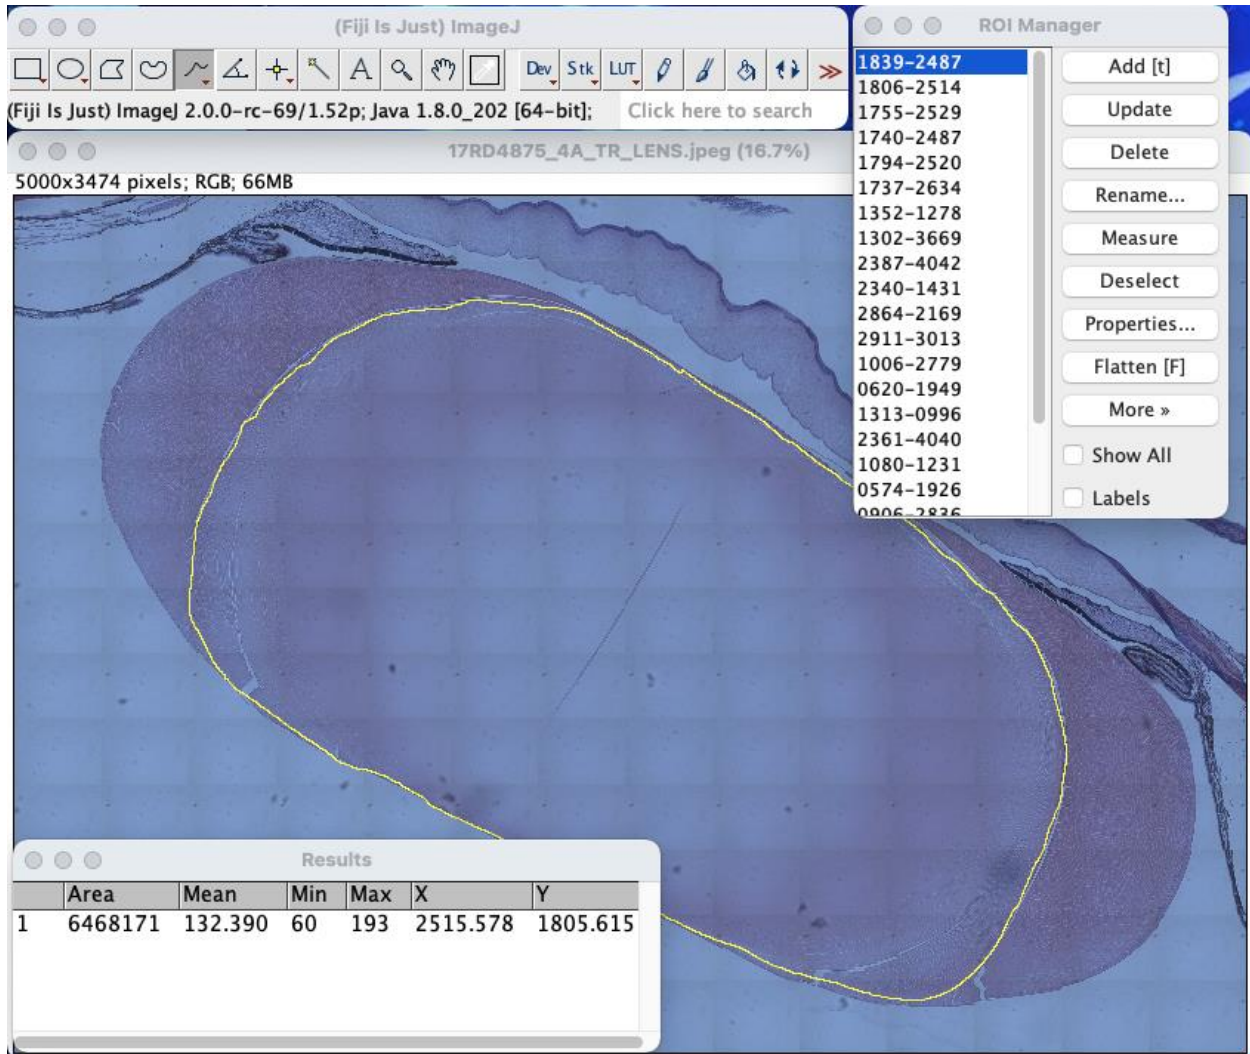 (Fiji Is Just) ImageJ
A
Dev
Stk
LUT
(Fiji Is Just) ImageJ 2.0.0-rc-69/1.52p; Java 1.8.0_202 [64-bit];
Click here to search
17RD4875_4A_TR_LENS.jpeg (16.7%)
5000x3474 pixels; RGB; 66MB
ROI Manager
1839-2487
1806-2514
1755-2529
1740-2487
1794-2520
1737-2634
1352-1278
1302-3669
2387-4042
2340-1431
2864-2169
2911-3013
1006-2779
0620-1949
1313-0996
2361-4040
1080-1231
0574-1926
0906-2836
Add [t]
Update
Delete
Rename...
Measure
Deselect
Properties...
Flatten [F]
More »
Show All
Labels
Results
Area Mean Min Max X Y
1 6468171 132.390 60 193 2515.578 1805.615